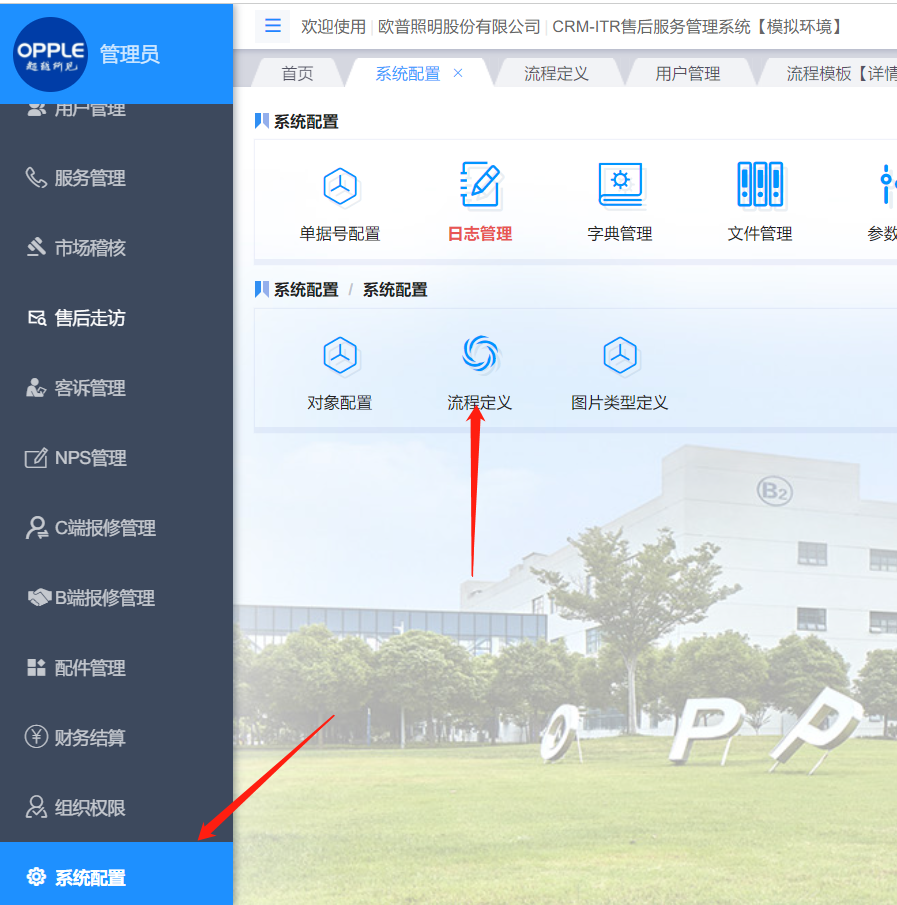 OPPLE
超越所见
管理员
欢迎使用 | 欧普照明股份有限公司 | CRM-ITR售后服务管理系统【模拟环境】
首页 系统配置 × 流程定义 用户管理 流程模板【详情
用户管理
服务管理
市场稽核
售后走访
客诉管理
NPS管理
C端报修管理
B端报修管理
配件管理
财务结算
组织权限
系统配置
系统配置
单据号配置 日志管理 字典管理 文件管理 参数
系统配置 / 系统配置
对象配置 流程定义 图片类型定义
B2
O P P